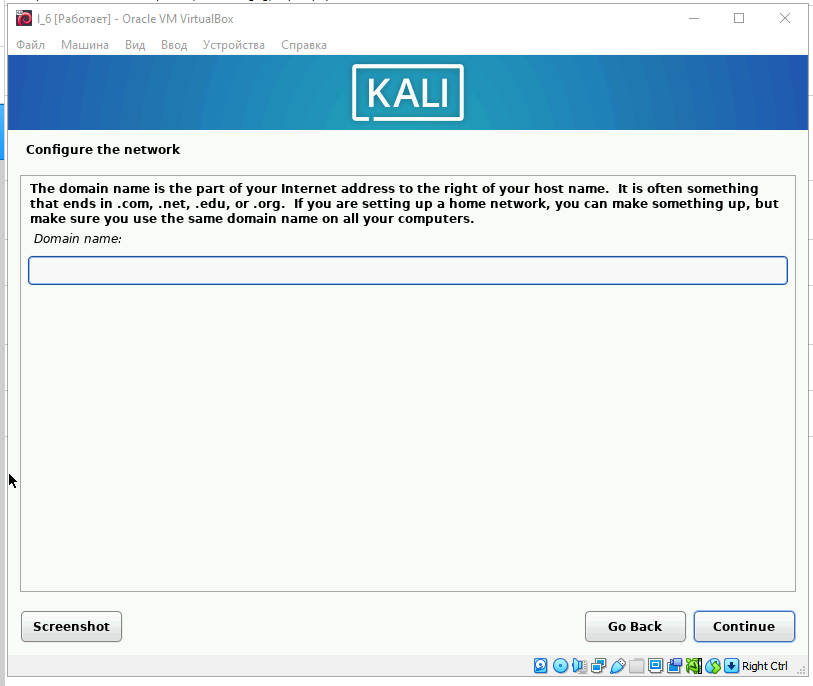 l_6 [Работает] - Oracle VM VirtualBox
Файл Машина Вид Ввод Устройства Справка
KALI
Configure the network
The domain name is the part of your Internet address to the right of your host name.  It is often something
that ends in .com, .net, .edu, or .org.  If you are setting up a home network, you can make something up, but
make sure you use the same domain name on all your computers.
Domain name:
Screenshot Go Back Continue
Right Ctrl